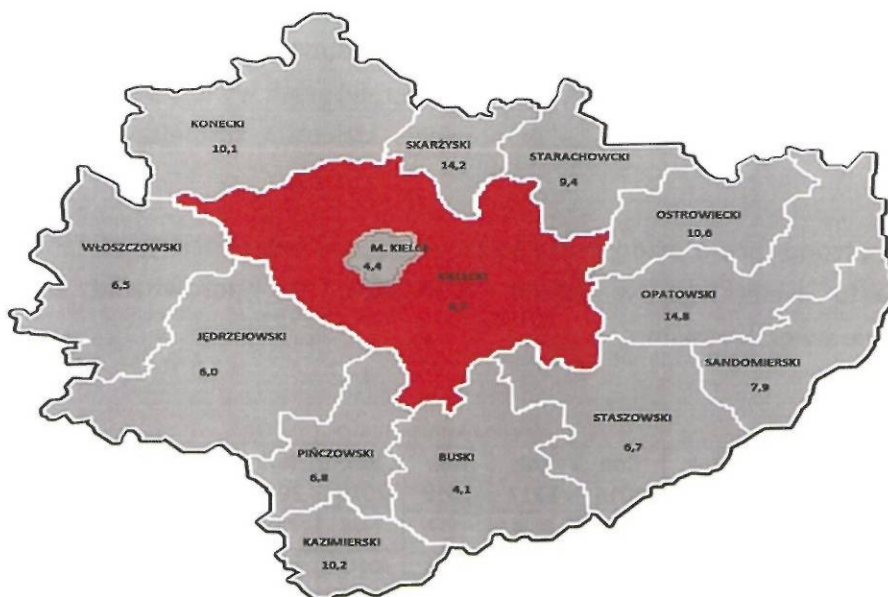 KONECKI
10,1
SKARŻYSKI
14,2
STARACHOWCKI
9,4
OSTROWIECKI
10,6
WŁOSZCZOWSKI
6,5
M. KIELCE
4,4
KIELECKI
OPATOWSKI
14,8
JĘDRZEJOWSKI
6,0
SANDOMIERSKI
7,9
STASZOWSKI
6,7
PIŃCZOWSKI
6,8
BUSKI
4,1
KAZIMIERSKI
10,2